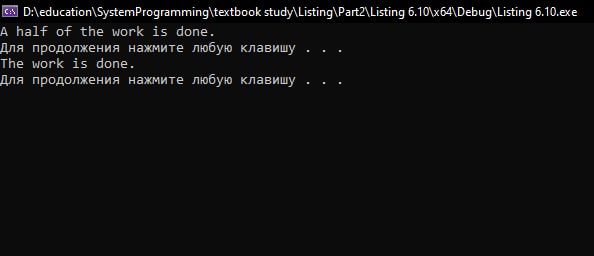 D:\education\SystemProgramming\textbook study\Listing\Part2\Listing 6.10\x64\Debug\Listing 6.10.exe
A half of the work is done.
Для продолжения нажмите любую клавишу . . .
The work is done.
Для продолжения нажмите любую клавишу . . .